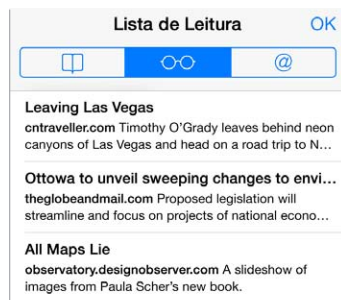 Lista de Leitura OK
@
Leaving Las Vegas
cntraveller.com Timothy O'Grady leaves behind neon
canyons of Las Vegas and head on a road trip to N...
Ottowa to unveil sweeping changes to envi...
theglobeandmail.com Proposed legislation will
streamline and focus on projects of national econo...
All Maps Lie
observatory.designobserver.com A slideshow of
images from Paula Scher's new book.